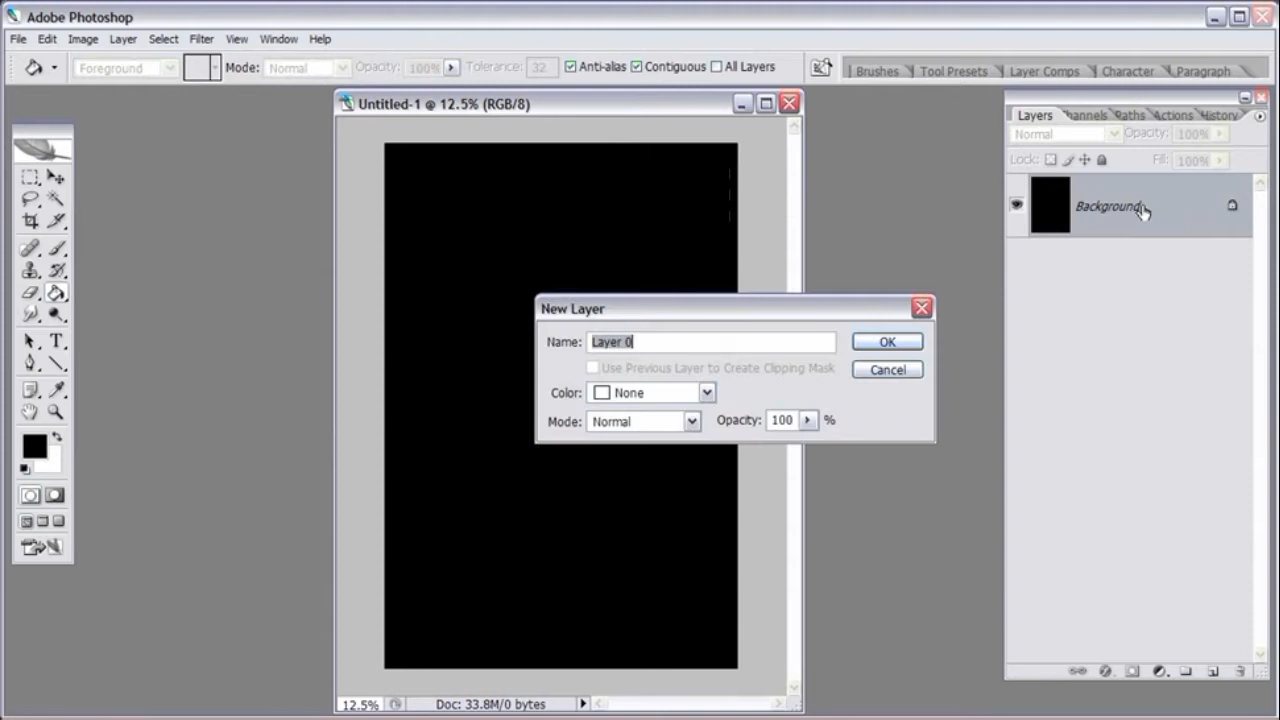 Adobe Photoshop
File Edit Image Layer Select Filter View Window Help
Foreground Mode: Normal Opacity: 100% Tolerance: 32 Anti-alias Contiguous All Layers Brushes Tool Presets Layer Comps Character Paragraph
Untitled-1 @ 12.5% (RGB/8)
Layers Channels Paths Actions History
Normal Opacity: 100%
Lock: Fill: 100%
Background
New Layer
Name: Layer 0 OK
Use Previous Layer to Create Clipping Mask Cancel
Color: None
Mode: Normal Opacity: 100 %
T
12.5% Doc: 33.8M/0 bytes